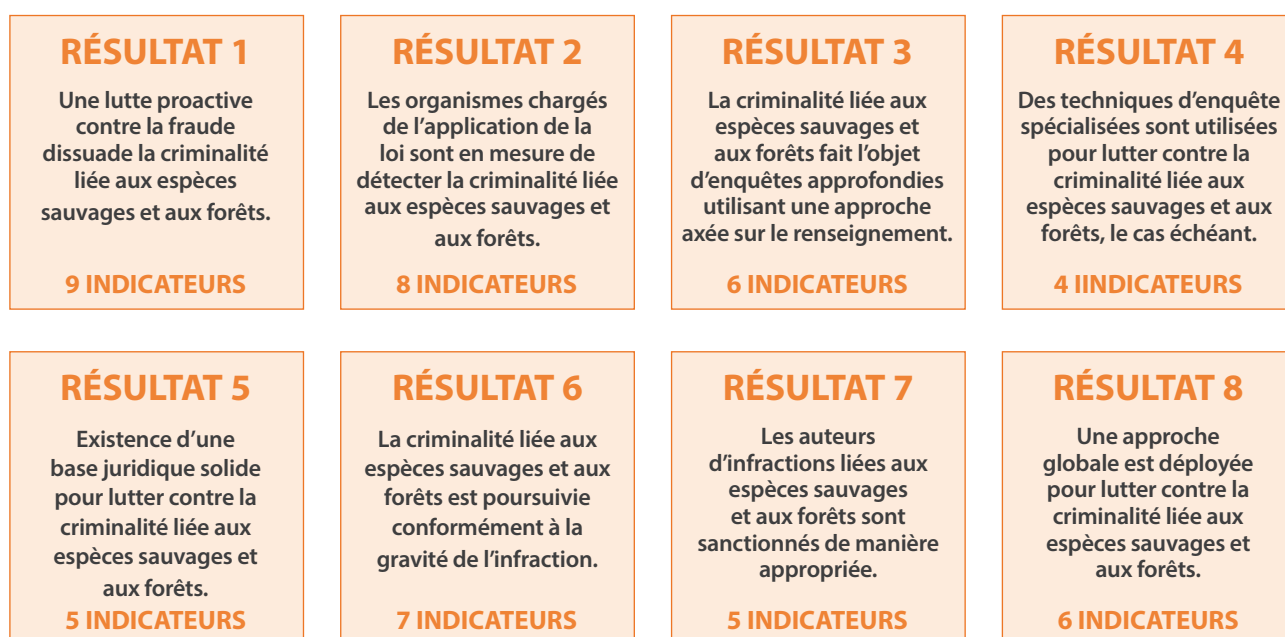 RÉSULTAT 1
Une lutte proactive
contre la fraude
dissuade la criminalité
liée aux espèces
sauvages et aux forêts.
9 INDICATEURS
RÉSULTAT 2
Les organismes chargés
de l’application de la
loi sont en mesure de
détecter la criminalité liée
aux espèces sauvages et
aux forêts.
8 INDICATEURS
RÉSULTAT 3
La criminalité liée aux
espèces sauvages et
aux forêts fait l’objet
d’enquêtes approfondies
utilisant une approche
axée sur le renseignement.
6 INDICATEURS
RÉSULTAT 4
Des techniques d’enquête
spécialisées sont utilisées
pour lutter contre la
criminalité liée aux
espèces sauvages et aux
forêts, le cas échéant.
4 IINDICATEURS
RÉSULTAT 5
Existence d’une
base juridique solide
pour lutter contre la
criminalité liée aux
espèces sauvages et
aux forêts.
5 INDICATEURS
RÉSULTAT 6
La criminalité liée aux
espèces sauvages et aux
forêts est poursuivie
conformément à la
gravité de l’infraction.
7 INDICATEURS
RÉSULTAT 7
Les auteurs
d’infractions liées aux
espèces sauvages
et aux forêts sont
sanctionnés de manière
appropriée.
5 INDICATEURS
RÉSULTAT 8
Une approche
globale est déployée
pour lutter contre la
criminalité liée aux
espèces sauvages et
aux forêts.
6 INDICATEURS